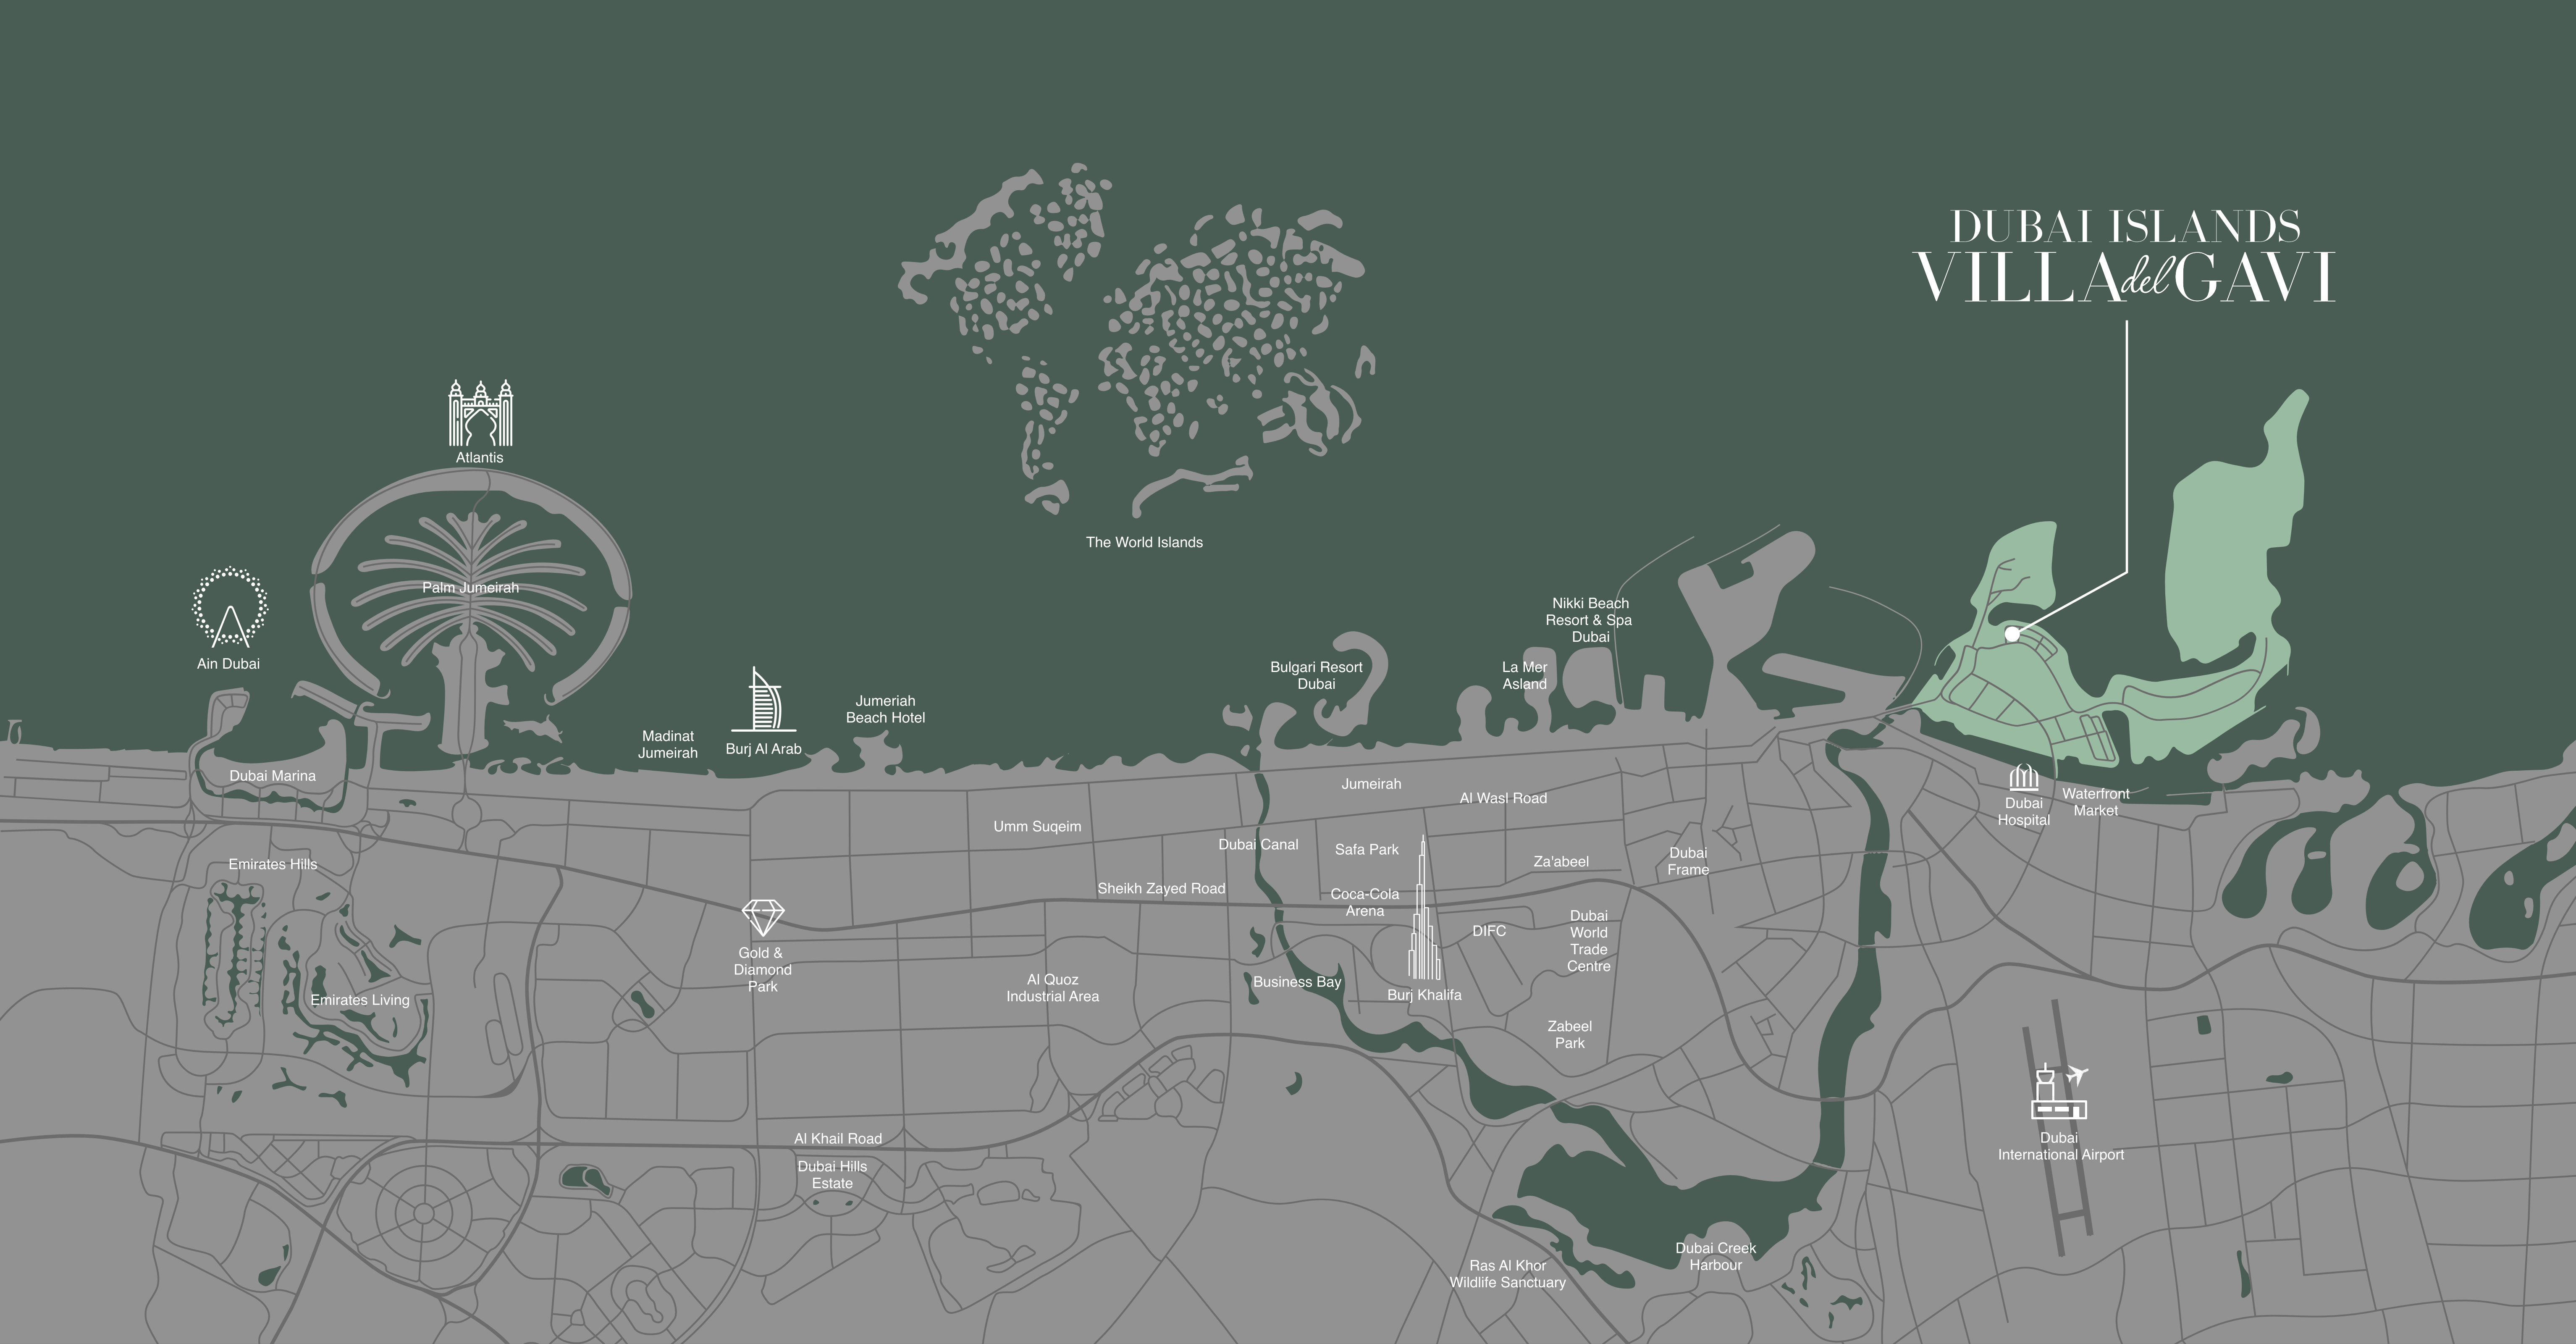 DUBAI ISLANDS
VILLA del GAVI
Atlantis
The World Islands
Palm Jumeirah
Ain Dubai
Nikki Beach
Resort & Spa
Dubai
Bulgari Resort
Dubai
La Mer
Asland
Jumeriah
Beach Hotel
Madinat
Jumeirah
Burj Al Arab
Dubai Marina
Jumeirah
Al Wasl Road
Dubai
Hospital
Waterfront
Market
Umm Suqeim
Dubai Canal
Safa Park
Za'abeel
Dubai
Frame
Emirates Hills
Sheikh Zayed Road
Coca-Cola
Arena
DIFC
Dubai
World
Trade
Centre
Gold &
Diamond
Park
Al Quoz
Industrial Area
Business Bay
Burj Khalifa
Emirates Living
Zabeel
Park
Al Khail Road
Dubai
International Airport
Dubai Hills
Estate
Dubai Creek
Harbour
Ras Al Khor
Wildlife Sanctuary